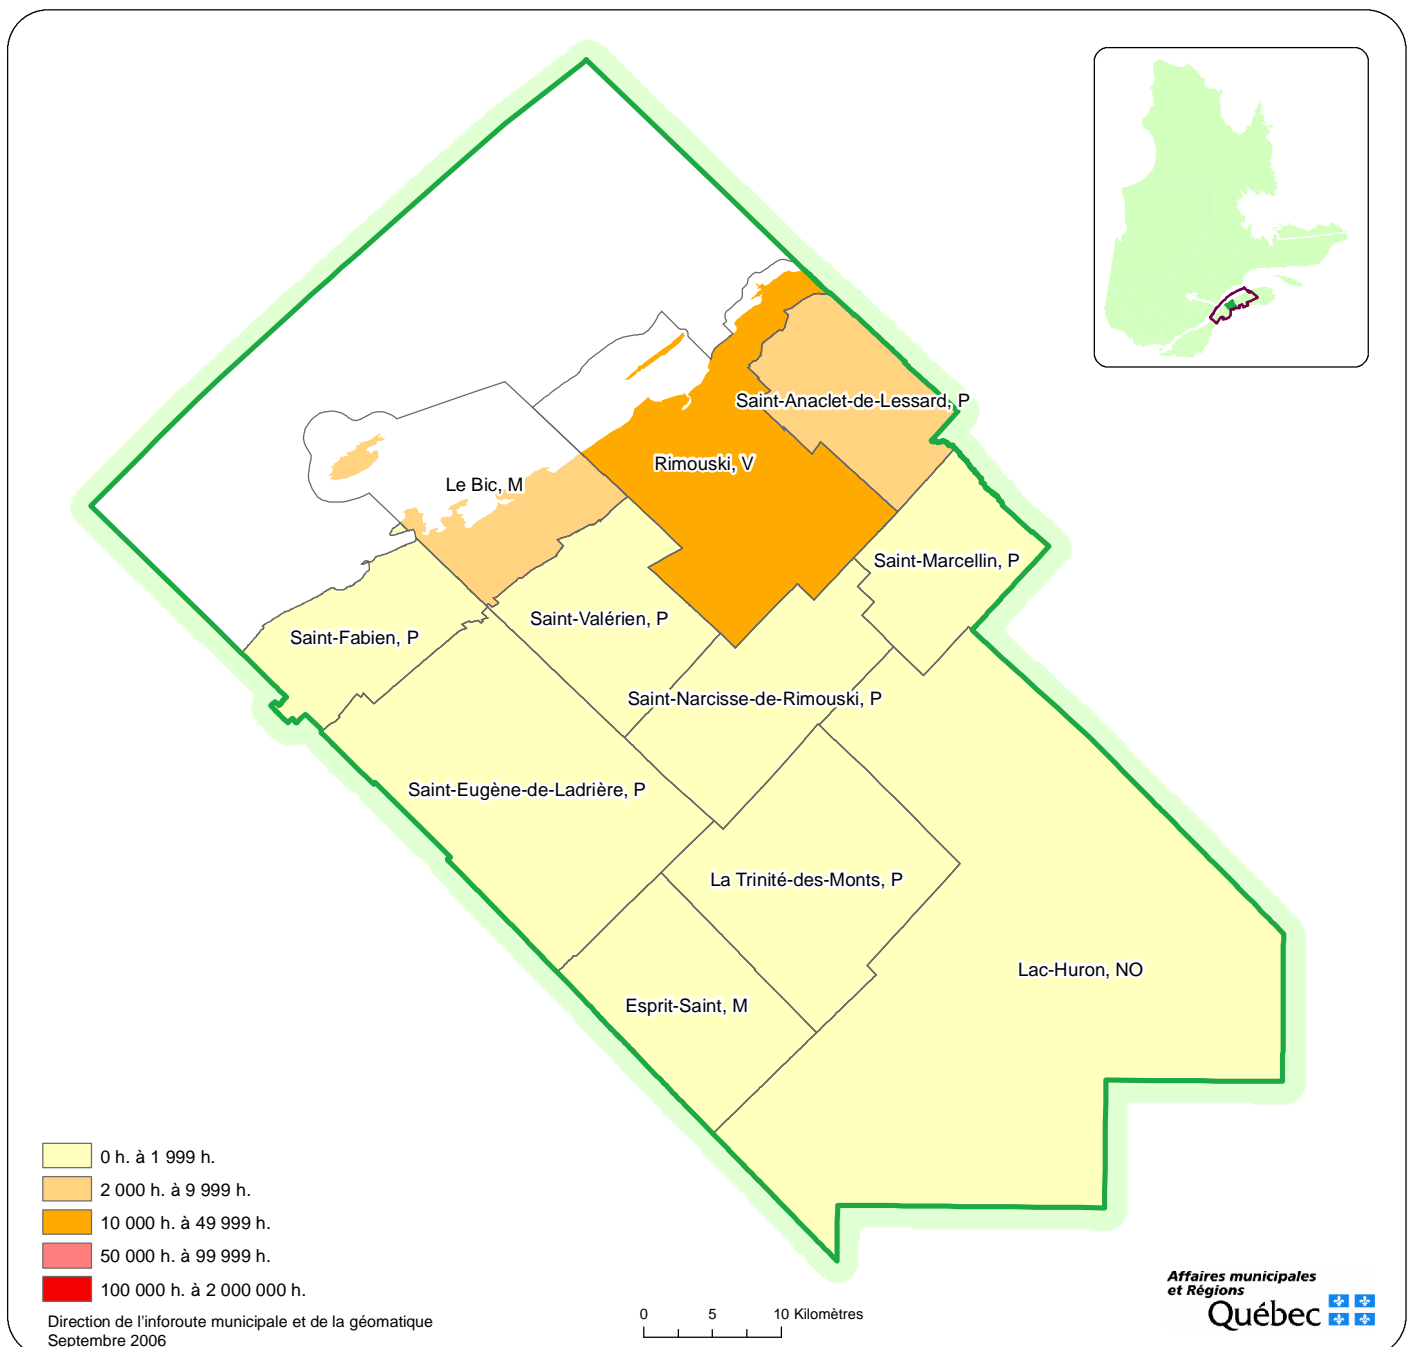 Saint-Anaclet-de-Lessard, P
Rimouski, V
Le Bic, M
Saint-Marcellin, P
Saint-Valérien, P
Saint-Fabien, P
Saint-Narcisse-de-Rimouski, P
Saint-Eugène-de-Ladrière, P
La Trinité-des-Monts, P
Lac-Huron, NO
Esprit-Saint, M
0 h. à 1 999 h.
2 000 h. à 9 999 h.
10 000 h. à 49 999 h.
50 000 h. à 99 999 h.
100 000 h. à 2 000 000 h.
Direction de l'inforoute municipale et de la géomatique
Septembre 2006
0 5 10 Kilomètres
Affaires municipales
et Régions
Québec